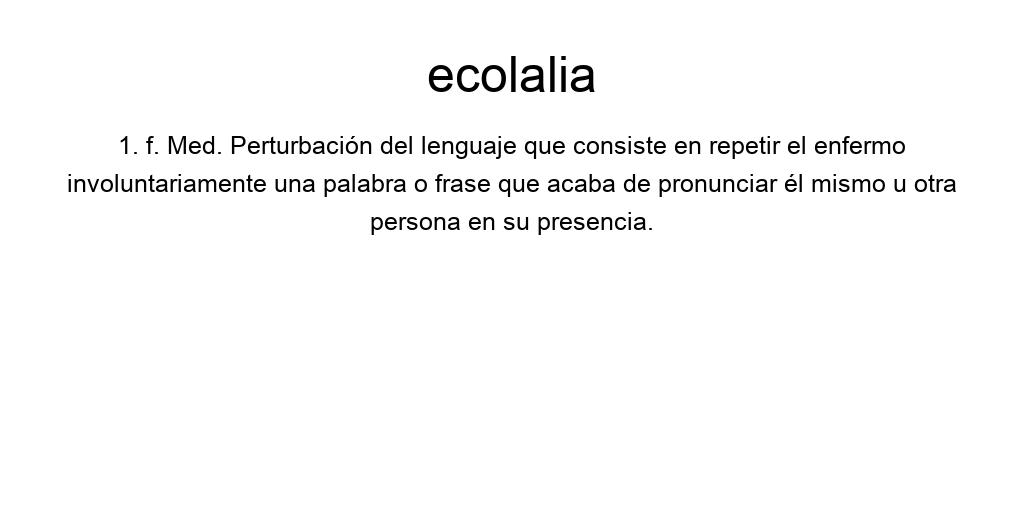 ecolalia
1. f. Med. Perturbación del lenguaje que consiste en repetir el enfermo
involuntariamente una palabra o frase que acaba de pronunciar él mismo u otra
persona en su presencia.